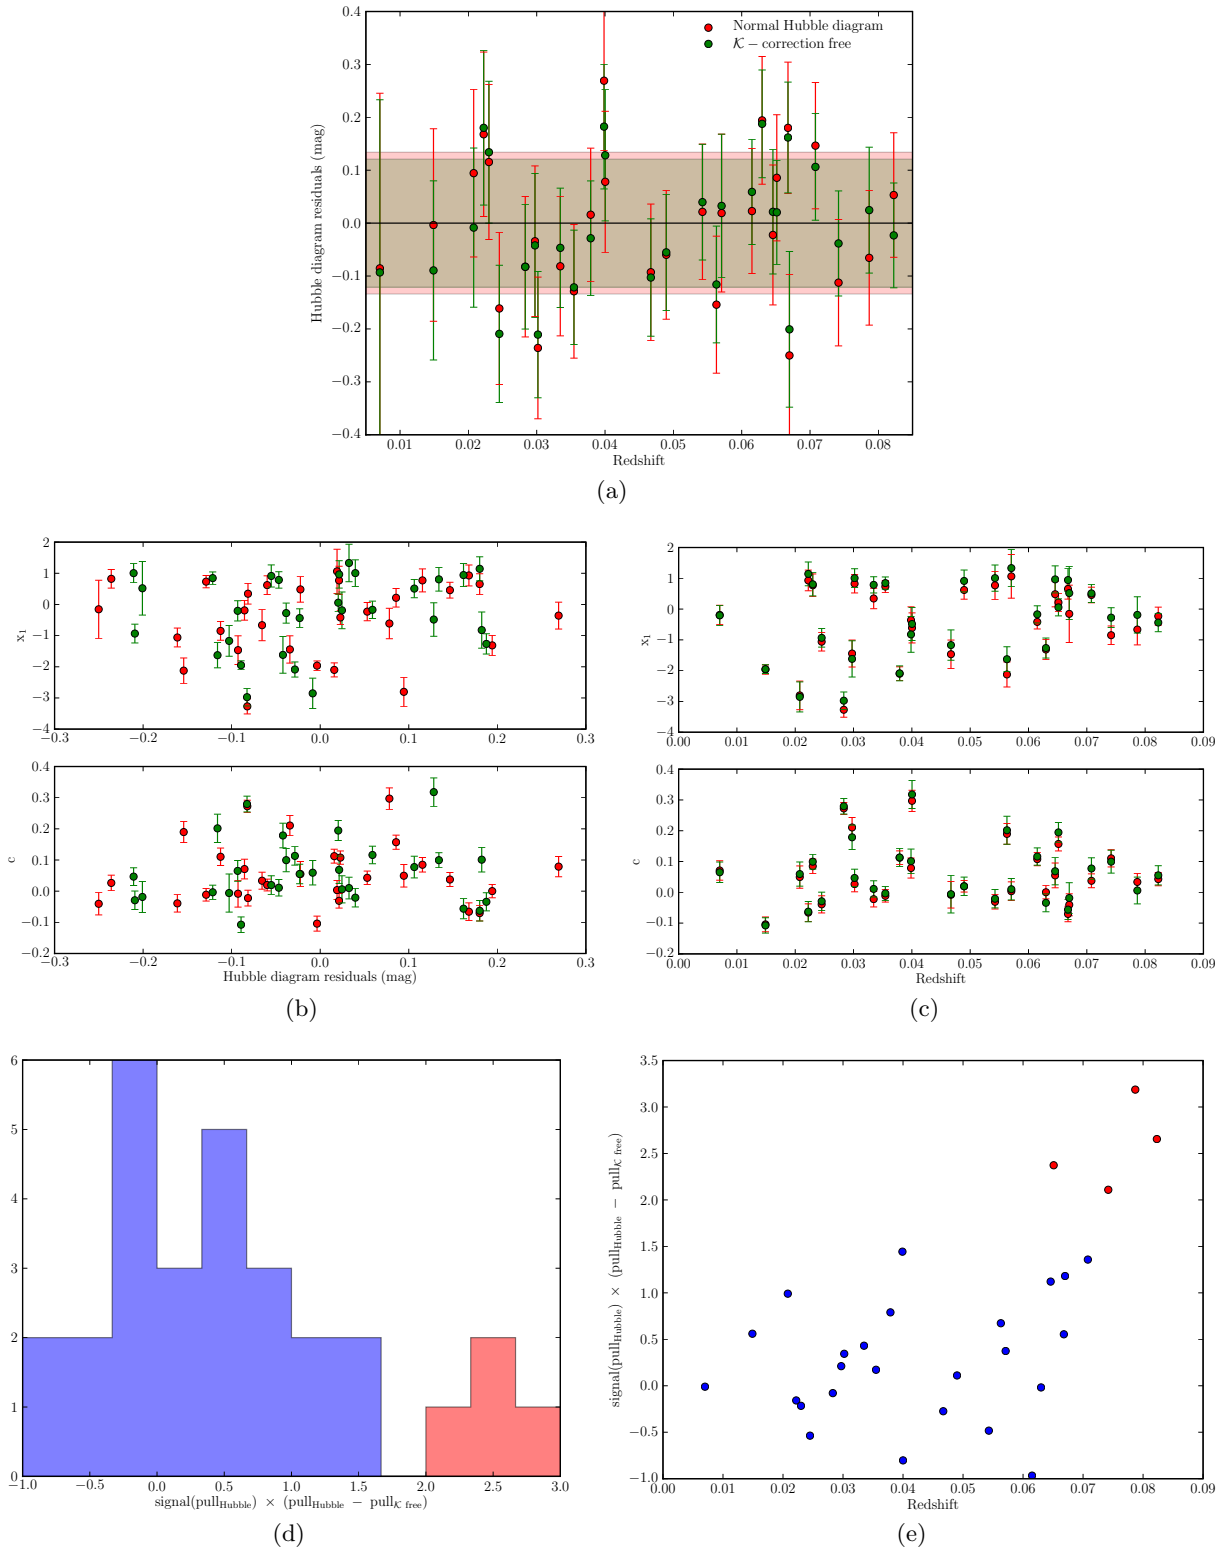 0.4
0.3
0.2
0.1
0.0
−0.1
−0.2
−0.3
−0.4
Hubble diagram residuals (mag)
Normal Hubble diagram
𝒦 − correction free
0.01 0.02 0.03 0.04 0.05 0.06 0.07 0.08
Redshift
(a)
2
1
0
−1
−2
−3
−4
x₁
−0.3 −0.2 −0.1 0.0 0.1 0.2 0.3
0.4
0.3
0.2
0.1
0.0
−0.1
−0.2
c
−0.3 −0.2 −0.1 0.0 0.1 0.2 0.3
Hubble diagram residuals (mag)
(b)
2
1
0
−1
−2
−3
−4
x₁
0.00 0.01 0.02 0.03 0.04 0.05 0.06 0.07 0.08 0.09
0.4
0.3
0.2
0.1
0.0
−0.1
−0.2
c
0.00 0.01 0.02 0.03 0.04 0.05 0.06 0.07 0.08 0.09
Redshift
(c)
6
5
4
3
2
1
0
−1.0 −0.5 0.0 0.5 1.0 1.5 2.0 2.5 3.0
signal(pull_Hubble) × (pull_Hubble − pull_𝒦 free)
(d)
3.5
3.0
2.5
2.0
1.5
1.0
0.5
0.0
−0.5
−1.0
signal(pull_Hubble) × (pull_Hubble − pull_𝒦 free)
0.00 0.01 0.02 0.03 0.04 0.05 0.06 0.07 0.08 0.09
Redshift
(e)